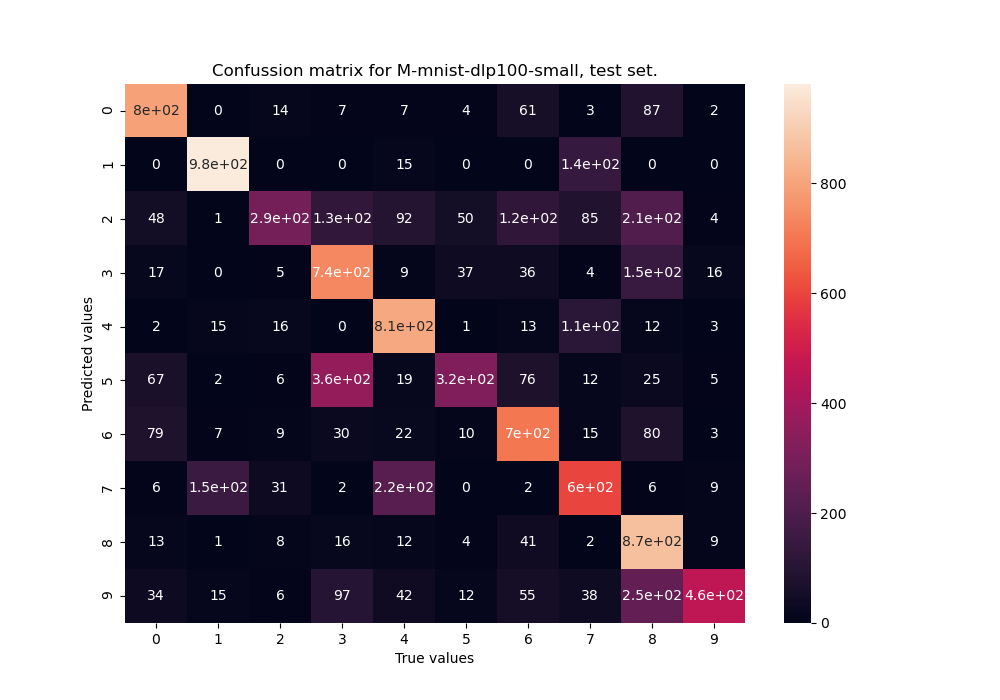 Confussion matrix for M-mnist-dlp100-small, test set.
0 8e+02 0 14 7 7 4 61 3 87 2
1 0 9.8e+02 0 0 15 0 0 1.4e+02 0 0
2 48 1 2.9e+02 1.3e+02 92 50 1.2e+02 85 2.1e+02 4
3 17 0 5 7.4e+02 9 37 36 4 1.5e+02 16
4 2 15 16 0 8.1e+02 1 13 1.1e+02 12 3
5 67 2 6 3.6e+02 19 3.2e+02 76 12 25 5
6 79 7 9 30 22 10 7e+02 15 80 3
7 6 1.5e+02 31 2 2.2e+02 0 2 6e+02 6 9
8 13 1 8 16 12 4 41 2 8.7e+02 9
9 34 15 6 97 42 12 55 38 2.5e+02 4.6e+02
0 1 2 3 4 5 6 7 8 9
True values
Predicted values
800
600
400
200
0